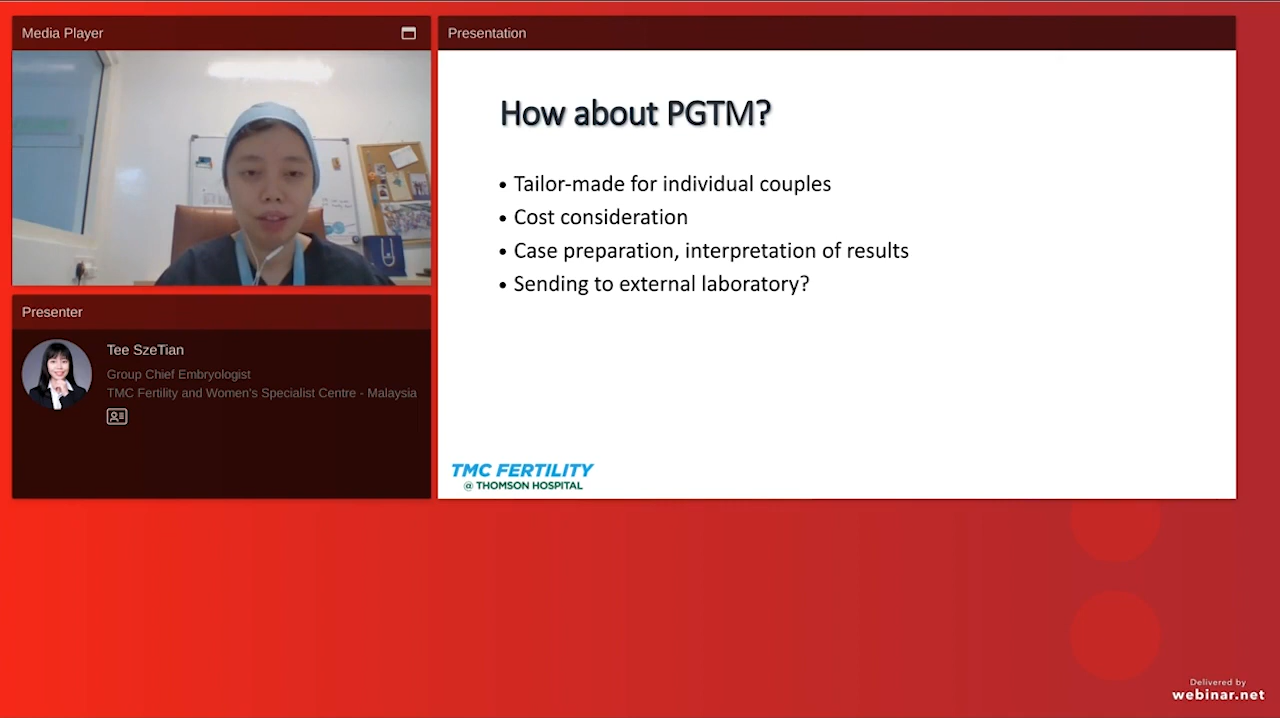 Media Player
Presentation
How about PGTM?
• Tailor-made for individual couples
• Cost consideration
• Case preparation, interpretation of results
• Sending to external laboratory?
TMC FERTILITY
@ THOMSON HOSPITAL
Presenter
Tee SzeTian
Group Chief Embryologist
TMC Fertility and Women's Specialist Centre - Malaysia
Delivered by
webinar.net